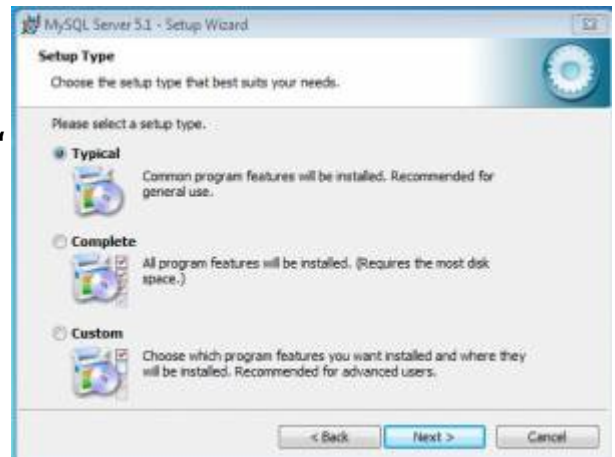 MySQL Server 5.1 - Setup Wizard
Setup Type
Choose the setup type that best suits your needs.
Please select a setup type.
Typical
Common program features will be installed. Recommended for
general use.
Complete
All program features will be installed. (Requires the most disk
space.)
Custom
Choose which program features you want installed and where they
will be installed. Recommended for advanced users.
< Back
Next >
Cancel